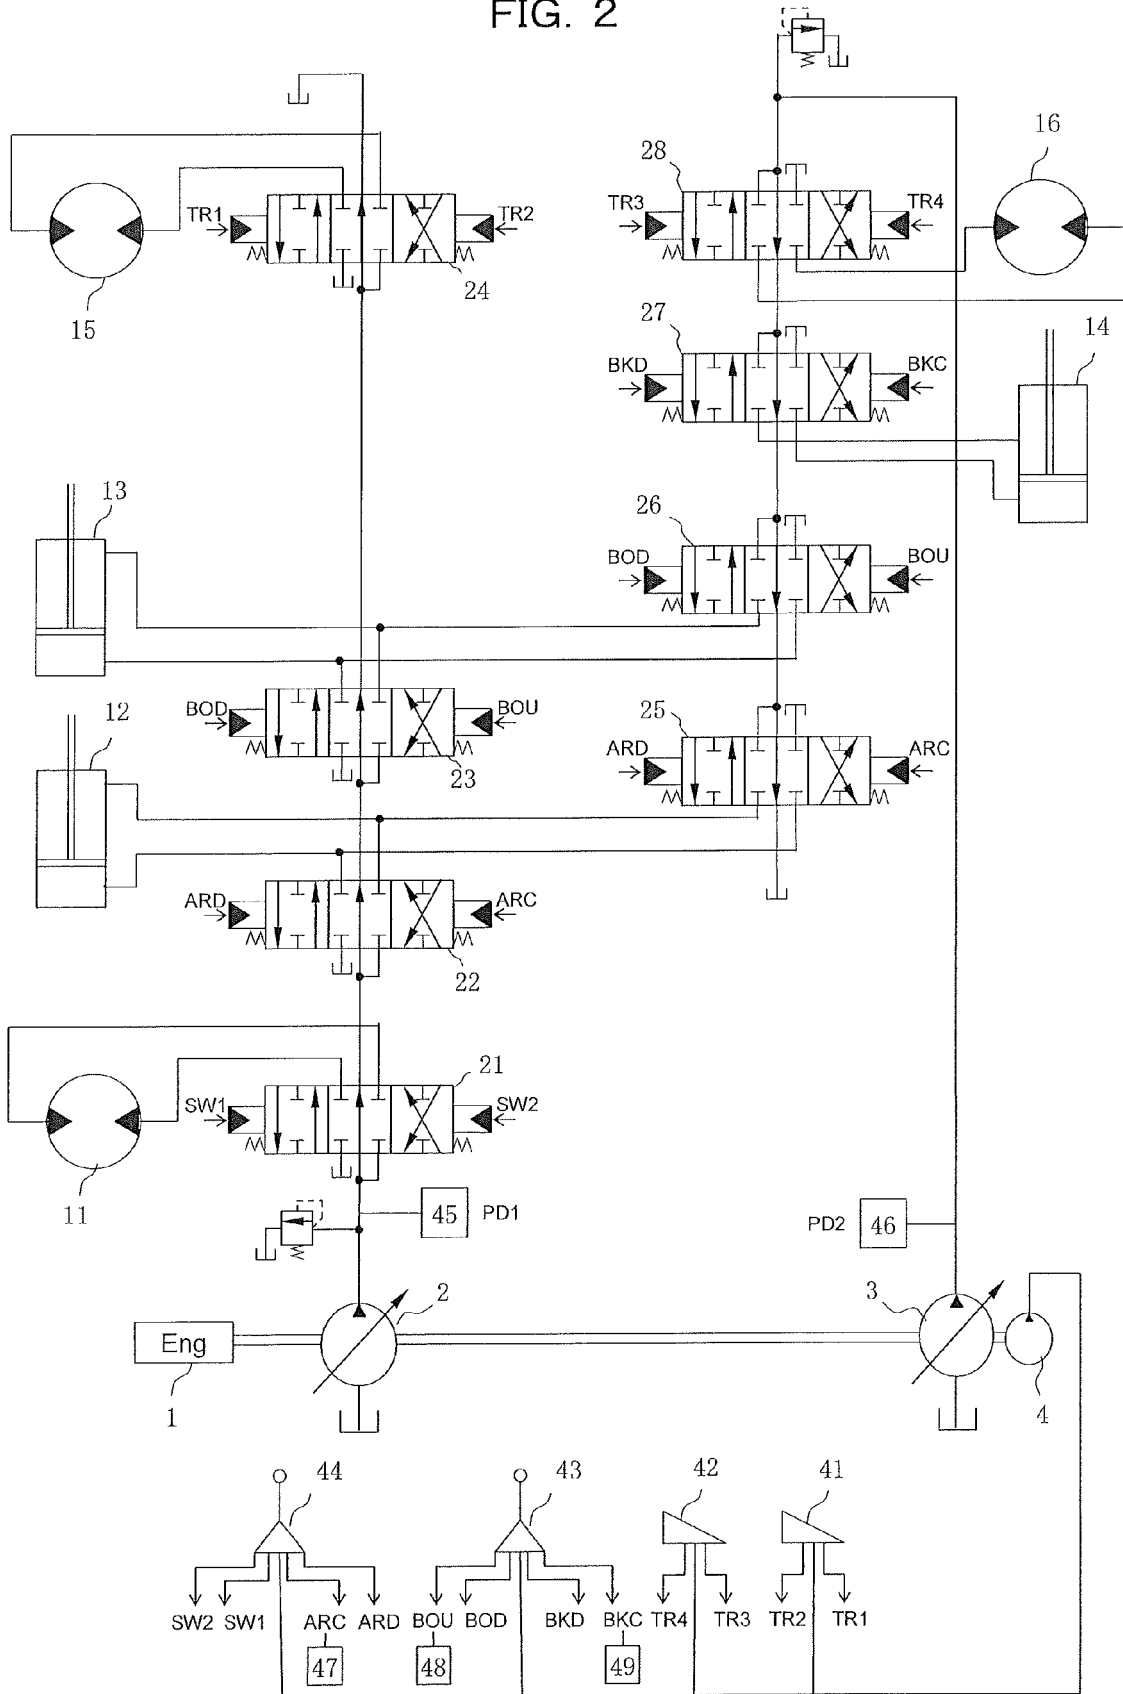 FIG. 2
16
28
TR1
TR2
TR3
TR4
24
15
27
14
BKD
BKC
13
26
BOD
BOU
12
BOD
BOU
25
23
ARD
ARC
ARD
ARC
22
21
SW1
SW2
11
45
PD1
PD2
46
2
3
Eng
1
4
44
43
42
41
SW2
SW1
ARC
ARD
BOU
BOD
BKD
BKC
TR4
TR3
TR2
TR1
47
48
49